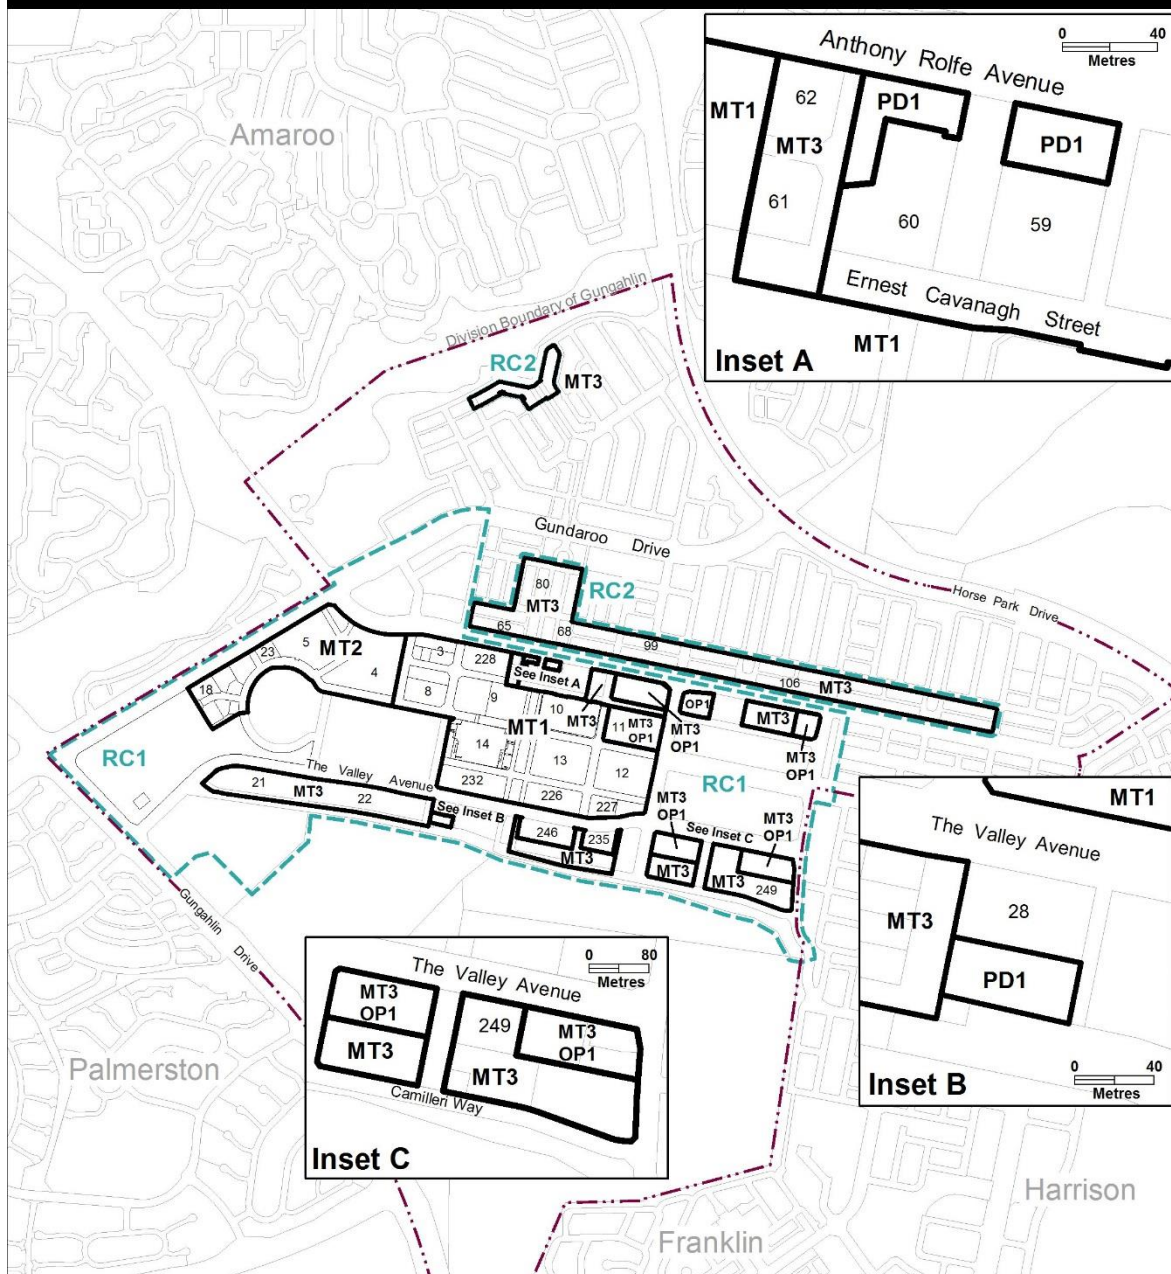 Anthony Rolfe Avenue
0 40
Metres
MT1
62
PD1
MT3
PD1
61
60
59
Ernest Cavanagh Street
MT1
Inset A
Amaroo
Division Boundary of Gungahlin
RC2
MT3
Gundaroo Drive
80
RC2
MT3
65
68
99
Horse Park Drive
106
MT3
5
MT2
23
4
18
3
228
See Inset A
8
9
10
MT3
OP1
MT3
OP1
MT3
MT3
OP1
11
MT3
OP1
MT1
14
13
12
RC1
RC1
The Valley Avenue
21
MT3
22
232
226
227
See Inset B
246
235
MT3
MT3
OP1
See Inset C
MT3
OP1
MT3
MT3
249
Gungahlin Drive
MT1
The Valley Avenue
MT3
28
PD1
0 40
Metres
Inset B
The Valley Avenue
0 80
Metres
MT3
OP1
249
MT3
OP1
MT3
MT3
Camilleri Way
Inset C
Palmerston
Harrison
Franklin